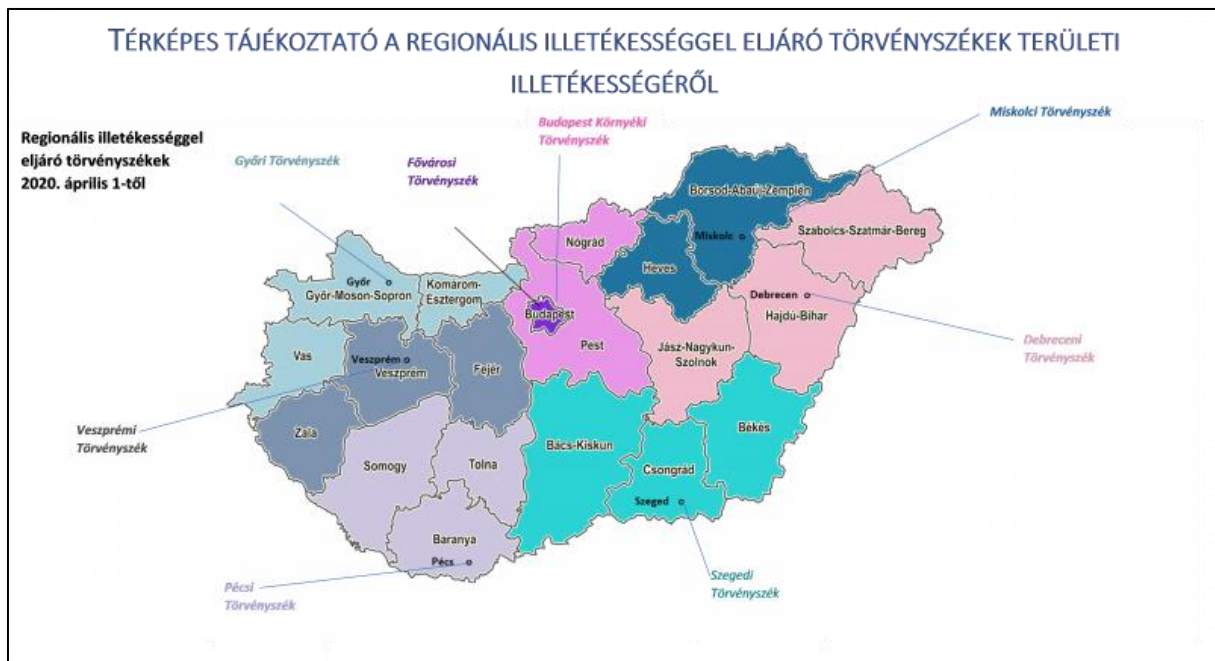 TÉRKÉPES TÁJÉKOZTATÓ A REGIONÁLIS ILLETÉKESSÉGGEL ELJÁRÓ TÖRVÉNYSZÉKEK TERÜLETI
ILLETÉKESSÉGÉRŐL
Regionális illetékességgel
eljáró törvényszékek
2020. április 1-től
Győri Törvényszék
Fővárosi
Törvényszék
Budapest Környéki
Törvényszék
Miskolci Törvényszék
Borsod-Abaúj-Zemplén
Szabolcs-Szatmár-Bereg
Nógrád
Miskolc
Heves
Győr
Győr-Moson-Sopron
Komárom-
Esztergom
Budapest
Debrecen
Hajdú-Bihar
Vas
Veszprém
Veszprém
Fejér
Pest
Jász-Nagykun-
Szolnok
Debreceni
Törvényszék
Veszprémi
Törvényszék
Zala
Somogy
Tolna
Bács-Kiskun
Békés
Csongrád
Szeged
Baranya
Pécs
Pécsi
Törvényszék
Szegedi
Törvényszék